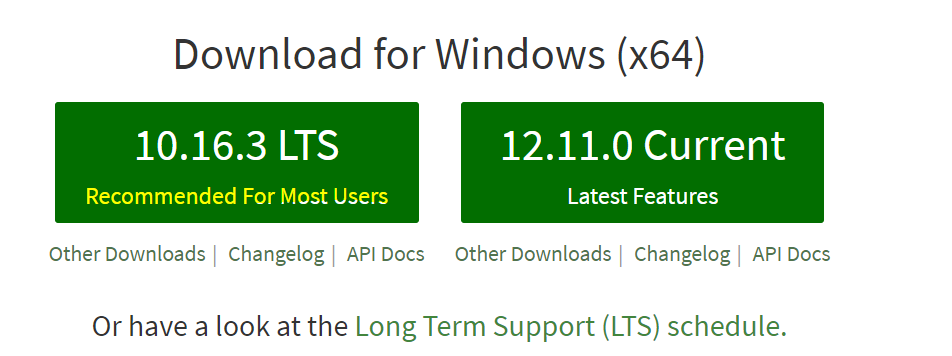 Download for Windows (x64)
10.16.3 LTS
Recommended For Most Users
12.11.0 Current
Latest Features
Other Downloads | Changelog | API Docs
Other Downloads | Changelog | API Docs
Or have a look at the Long Term Support (LTS) schedule.